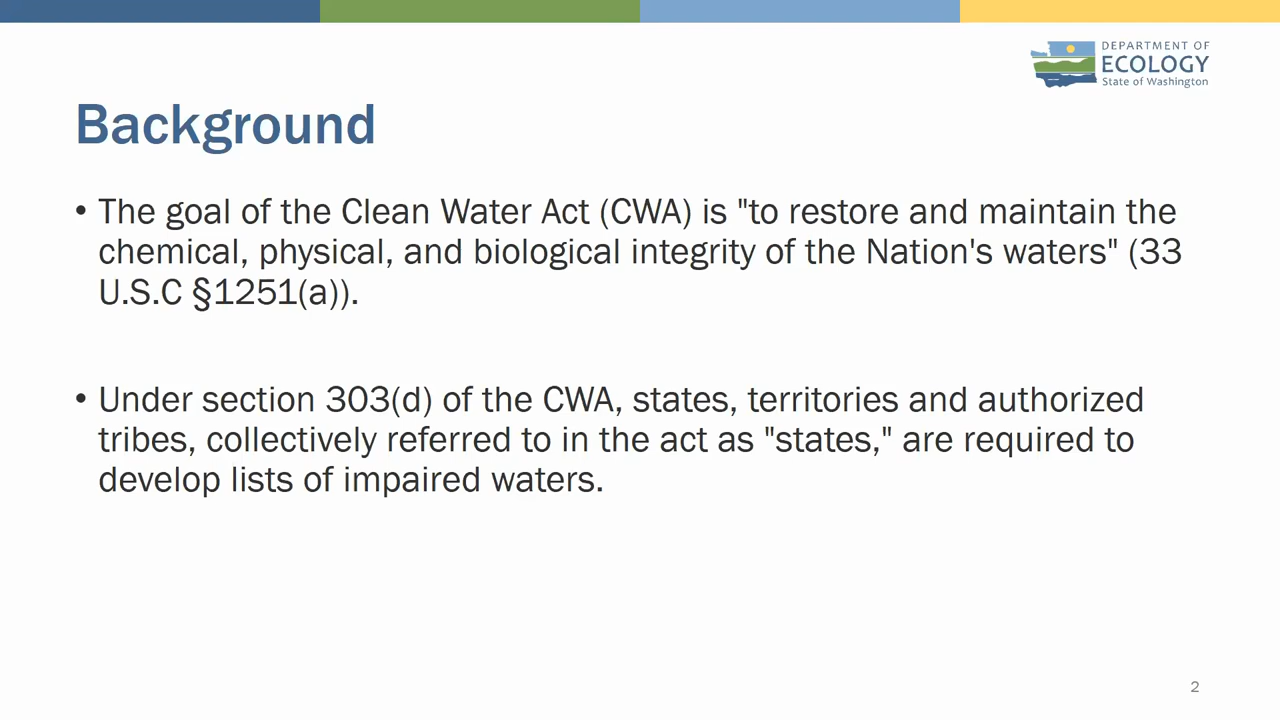 DEPARTMENT OF
ECOLOGY
State of Washington
Background
• The goal of the Clean Water Act (CWA) is "to restore and maintain the
chemical, physical, and biological integrity of the Nation's waters" (33
U.S.C §1251(a)).
• Under section 303(d) of the CWA, states, territories and authorized
tribes, collectively referred to in the act as "states," are required to
develop lists of impaired waters.
2